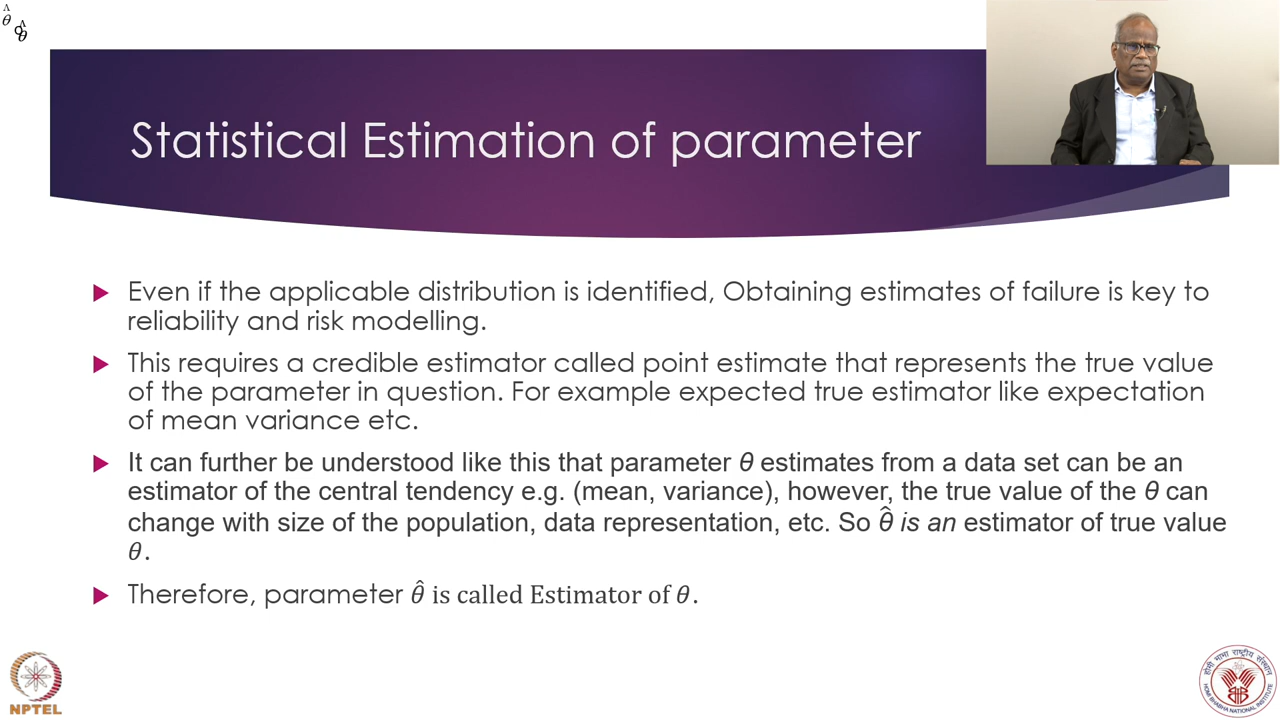 Statistical Estimation of parameter
Even if the applicable distribution is identified, Obtaining estimates of failure is key to
reliability and risk modelling.
This requires a credible estimator called point estimate that represents the true value
of the parameter in question. For example expected true estimator like expectation
of mean variance etc.
It can further be understood like this that parameter θ estimates from a data set can be an
estimator of the central tendency e.g. (mean, variance), however, the true value of the θ can
change with size of the population, data representation, etc. So θ̂ is an estimator of true value
θ.
Therefore, parameter θ̂ is called Estimator of θ.
NPTEL
होमी भाभा राष्ट्रीय संस्थान
HOMI BHABHA NATIONAL INSTITUTE